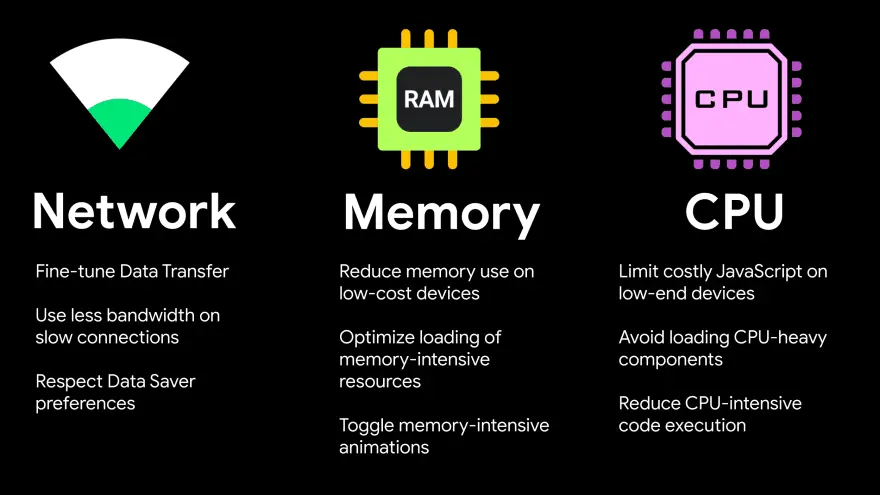 RAM
CPU
Network
Memory
CPU
Fine-tune Data Transfer
Use less bandwidth on
slow connections
Respect Data Saver
preferences
Reduce memory use on
low-cost devices
Optimize loading of
memory-intensive
resources
Toggle memory-intensive
animations
Limit costly JavaScript on
low-end devices
Avoid loading CPU-heavy
components
Reduce CPU-intensive
code execution